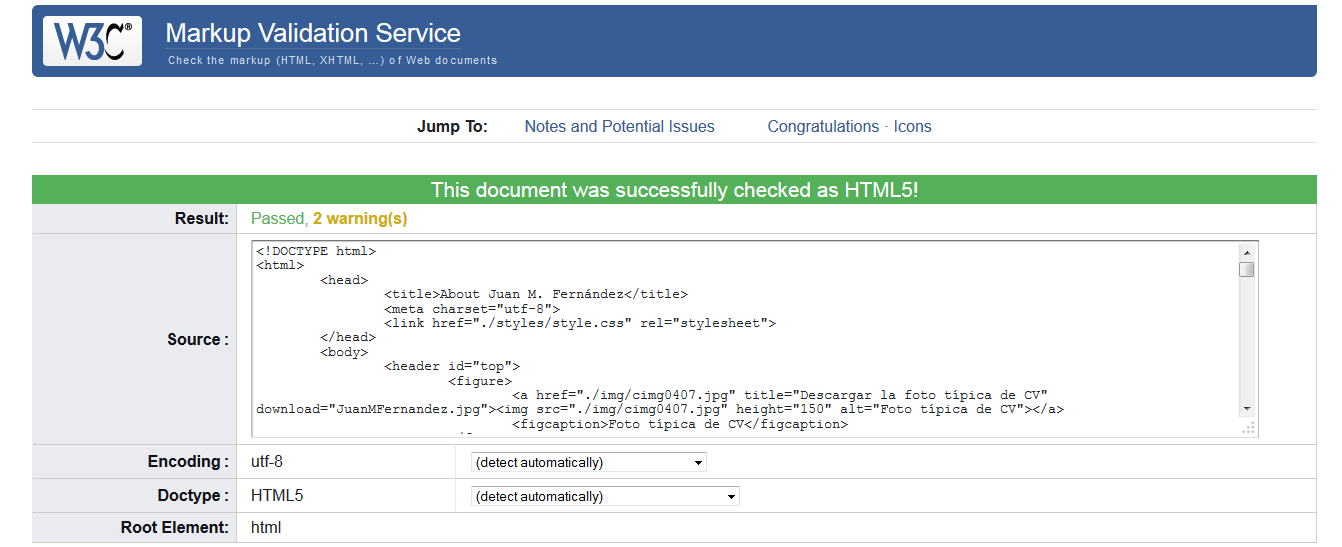 W3C®
Markup Validation Service
Check the markup (HTML, XHTML, ...) of Web documents
Jump To: Notes and Potential Issues Congratulations · Icons
This document was successfully checked as HTML5!
Result: Passed, 2 warning(s)
Source :
<!DOCTYPE html>
<html>
<head>
<title>About Juan M. Fernández</title>
<meta charset="utf-8">
<link href="./styles/style.css" rel="stylesheet">
</head>
<body>
<header id="top">
<figure>
<a href="./img/cimg0407.jpg" title="Descargar la foto típica de CV"
download="JuanMFernandez.jpg"><img src="./img/cimg0407.jpg" height="150" alt="Foto típica de CV"></a>
<figcaption>Foto típica de CV</figcaption>
Encoding : utf-8 (detect automatically)
Doctype : HTML5 (detect automatically)
Root Element: html